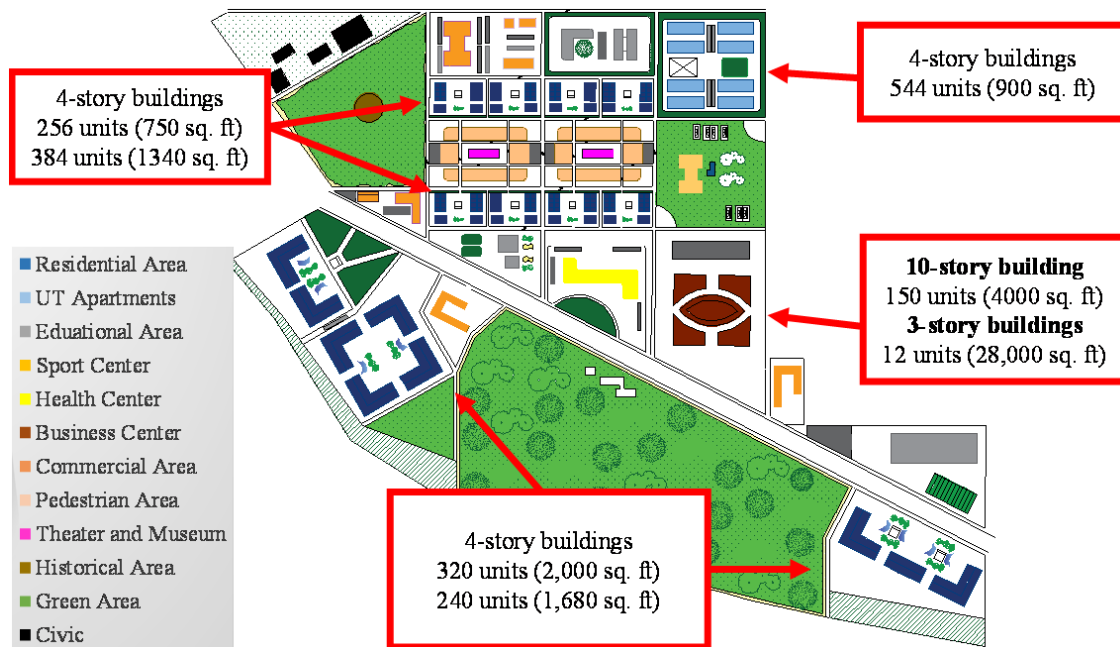 4-story buildings
256 units (750 sq. ft)
384 units (1340 sq. ft)
4-story buildings
544 units (900 sq. ft)
Residential Area
UT Apartments
Eduational Area
Sport Center
Health Center
Business Center
Commercial Area
Pedestrian Area
Theater and Museum
Historical Area
Green Area
Civic
10-story building
150 units (4000 sq. ft)
3-story buildings
12 units (28,000 sq. ft)
4-story buildings
320 units (2,000 sq. ft)
240 units (1,680 sq. ft)